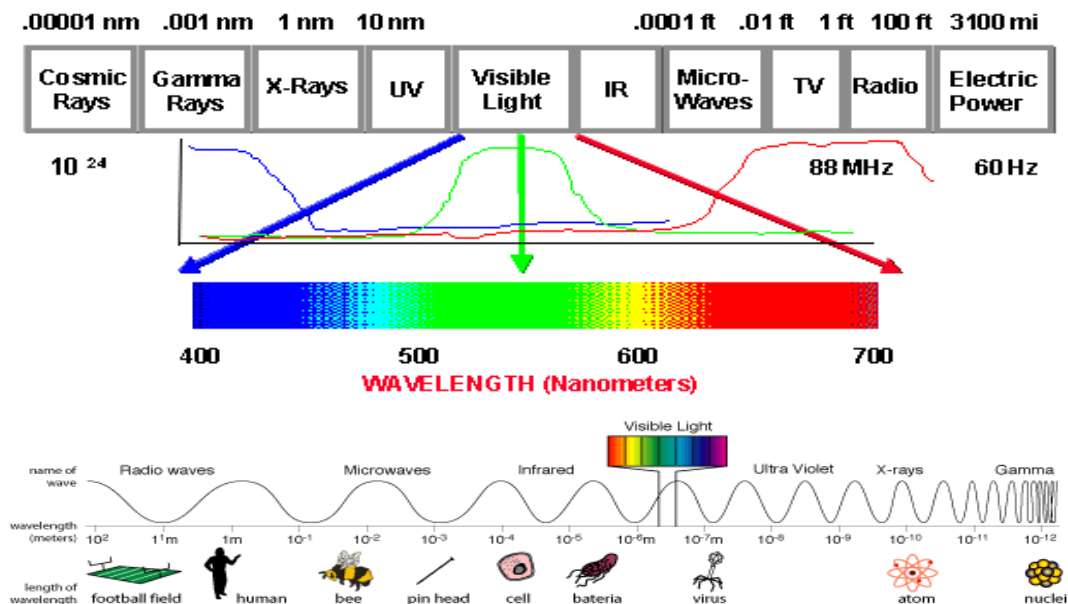 .00001 nm .001 nm 1 nm 10 nm .0001 ft .01 ft 1 ft 100 ft 3100 mi
Cosmic Rays
Gamma Rays
X-Rays
UV
Visible Light
IR
Micro-Waves
TV
Radio
Electric Power
10 24
88 MHz
60 Hz
400 500 600 700
WAVELENGTH (Nanometers)
Visible Light
name of wave
Radio waves Microwaves Infrared Ultra Violet X-rays Gamma
wavelength (meters)
10² 1¹m 1m 10⁻¹ 10⁻² 10⁻³ 10⁻⁴ 10⁻⁵ 10⁻⁶m 10⁻⁷m 10⁻⁸ 10⁻⁹ 10⁻¹⁰ 10⁻¹¹ 10⁻¹²
length of wavelength
football field human bee pin head cell bateria virus atom nuclei